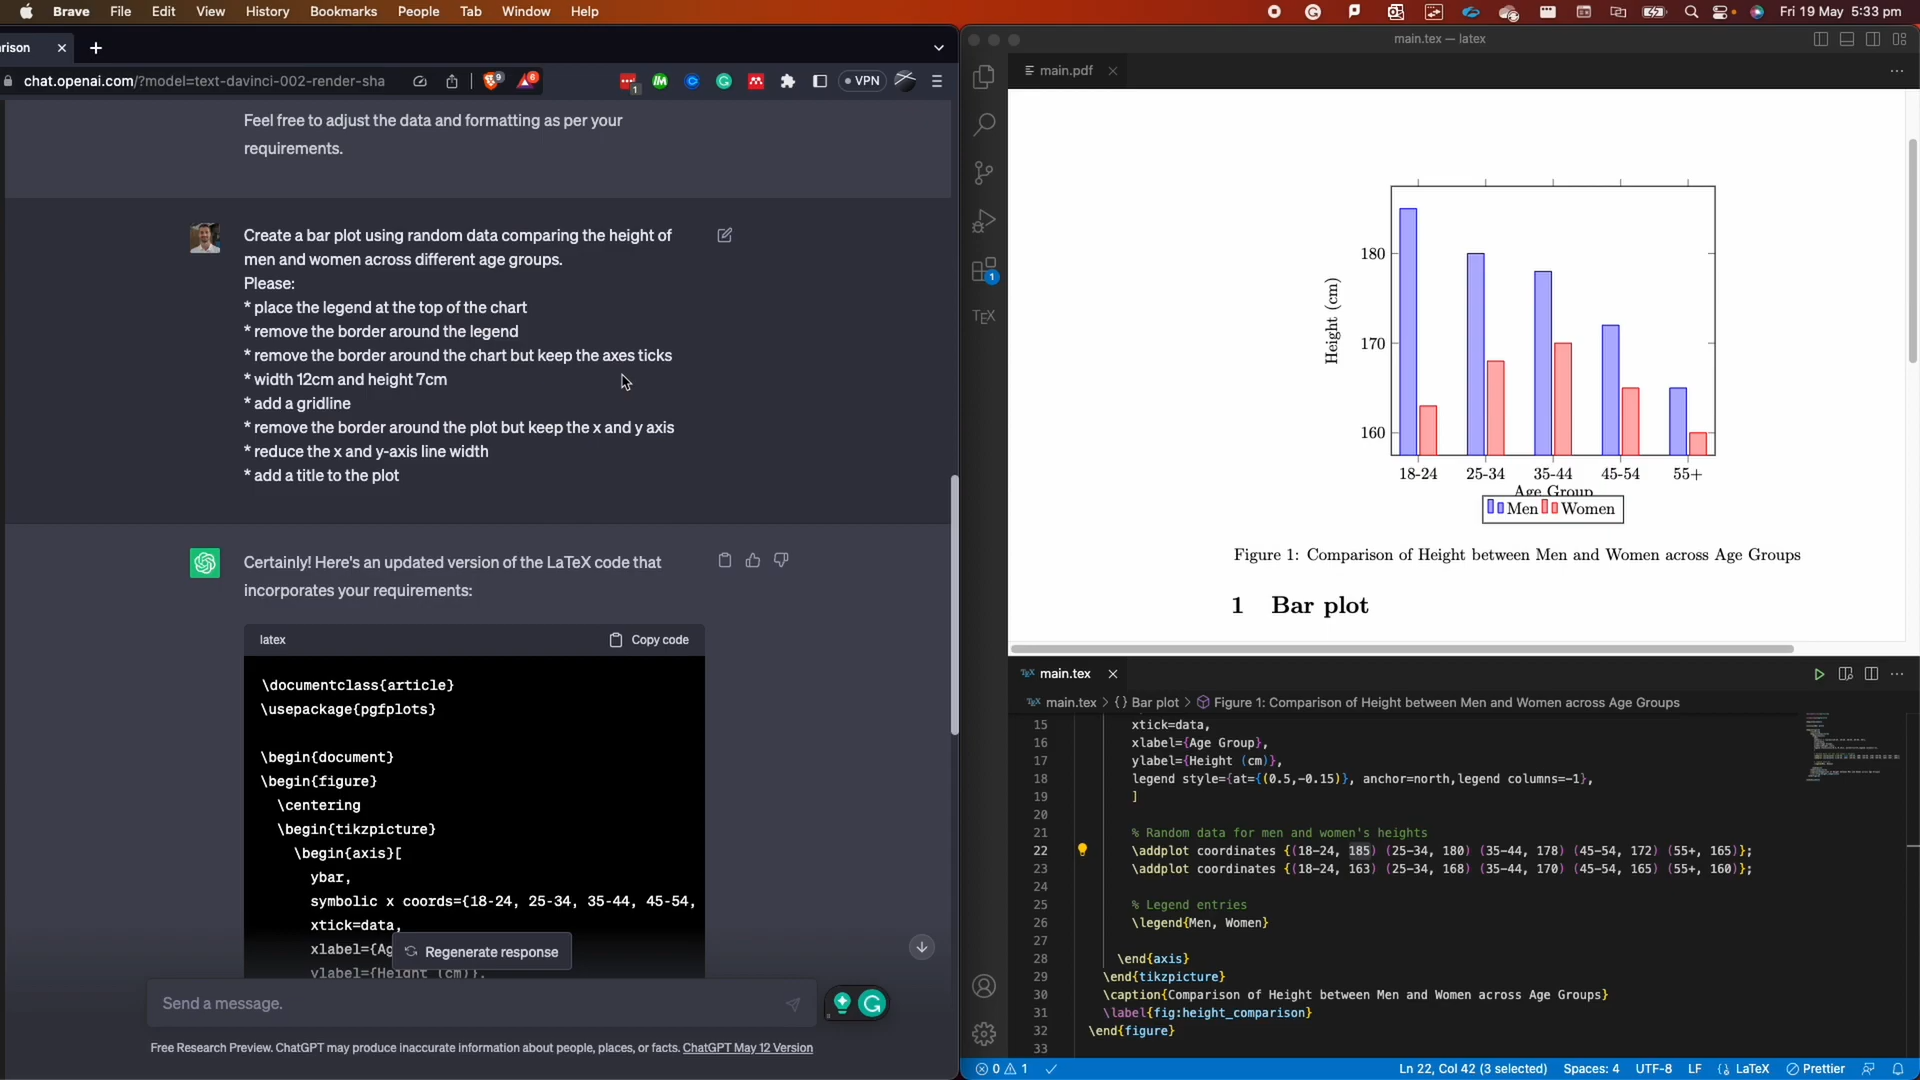 Brave File Edit View History Bookmarks People Tab Window Help
Fri 19 May 5:33 pm
rison
chat.openai.com/?model=text-davinci-002-render-sha
9
6
1
VPN
Feel free to adjust the data and formatting as per your
requirements.
Create a bar plot using random data comparing the height of
men and women across different age groups.
Please:
* place the legend at the top of the chart
* remove the border around the legend
* remove the border around the chart but keep the axes ticks
* width 12cm and height 7cm
* add a gridline
* remove the border around the plot but keep the x and y axis
* reduce the x and y-axis line width
* add a title to the plot
Certainly! Here's an updated version of the LaTeX code that
incorporates your requirements:
latex
Copy code
\documentclass{article}
\usepackage{pgfplots}
\begin{document}
\begin{figure}
\centering
\begin{tikzpicture}
\begin{axis}[
ybar,
symbolic x coords={18-24, 25-34, 35-44, 45-54,
xtick=data,
xlabel={Ag
ylabel={Height (cm)},
Regenerate response
Send a message.
Free Research Preview. ChatGPT may produce inaccurate information about people, places, or facts. ChatGPT May 12 Version
main.tex — latex
main.pdf
1
TEX
180
170
160
Height (cm)
18-24 25-34 35-44 45-54 55+
Age Group
Men Women
Figure 1: Comparison of Height between Men and Women across Age Groups
1 Bar plot
main.tex
main.tex > {} Bar plot > Figure 1: Comparison of Height between Men and Women across Age Groups
15 xtick=data,
16 xlabel={Age Group},
17 ylabel={Height (cm)},
18 legend style={at={(0.5,-0.15)}, anchor=north,legend columns=-1},
19 ]
20
21 % Random data for men and women's heights
22 \addplot coordinates {(18-24, 185) (25-34, 180) (35-44, 178) (45-54, 172) (55+, 165)};
23 \addplot coordinates {(18-24, 163) (25-34, 168) (35-44, 170) (45-54, 165) (55+, 160)};
24
25 % Legend entries
26 \legend{Men, Women}
27
28 \end{axis}
29 \end{tikzpicture}
30 \caption{Comparison of Height between Men and Women across Age Groups}
31 \label{fig:height_comparison}
32 \end{figure}
33
0 1 Ln 22, Col 42 (3 selected) Spaces: 4 UTF-8 LF {} LaTeX Prettier